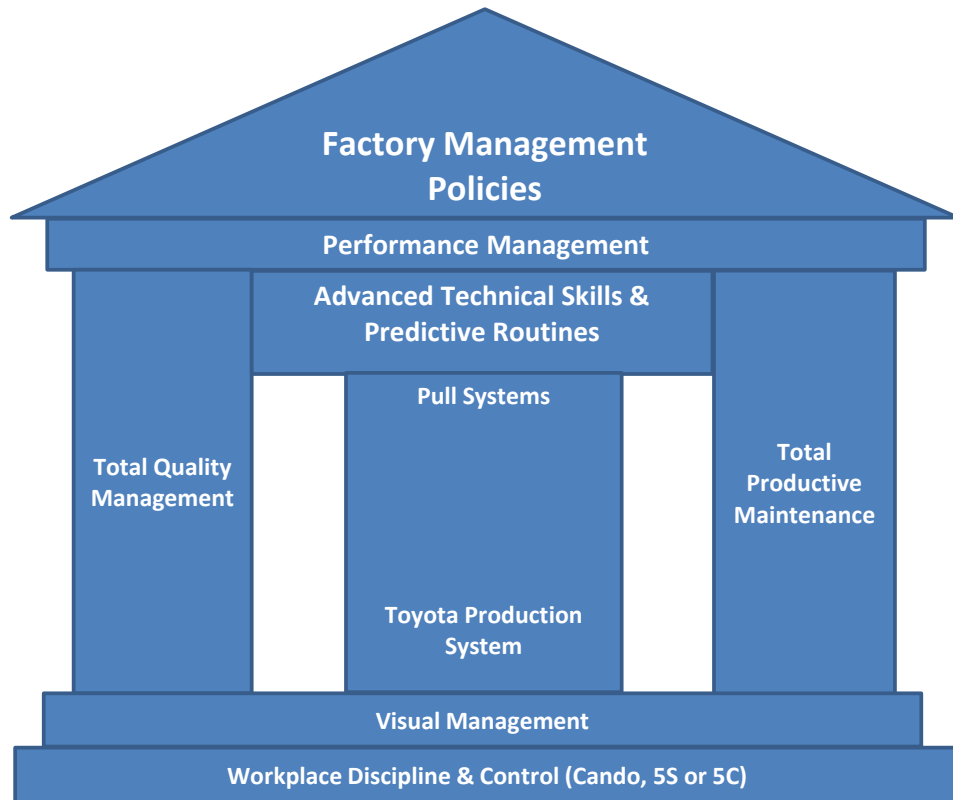 Factory Management
Policies
Performance Management
Advanced Technical Skills &
Predictive Routines
Pull Systems
Total Quality
Management
Total
Productive
Maintenance
Toyota Production
System
Visual Management
Workplace Discipline & Control (Cando, 5S or 5C)